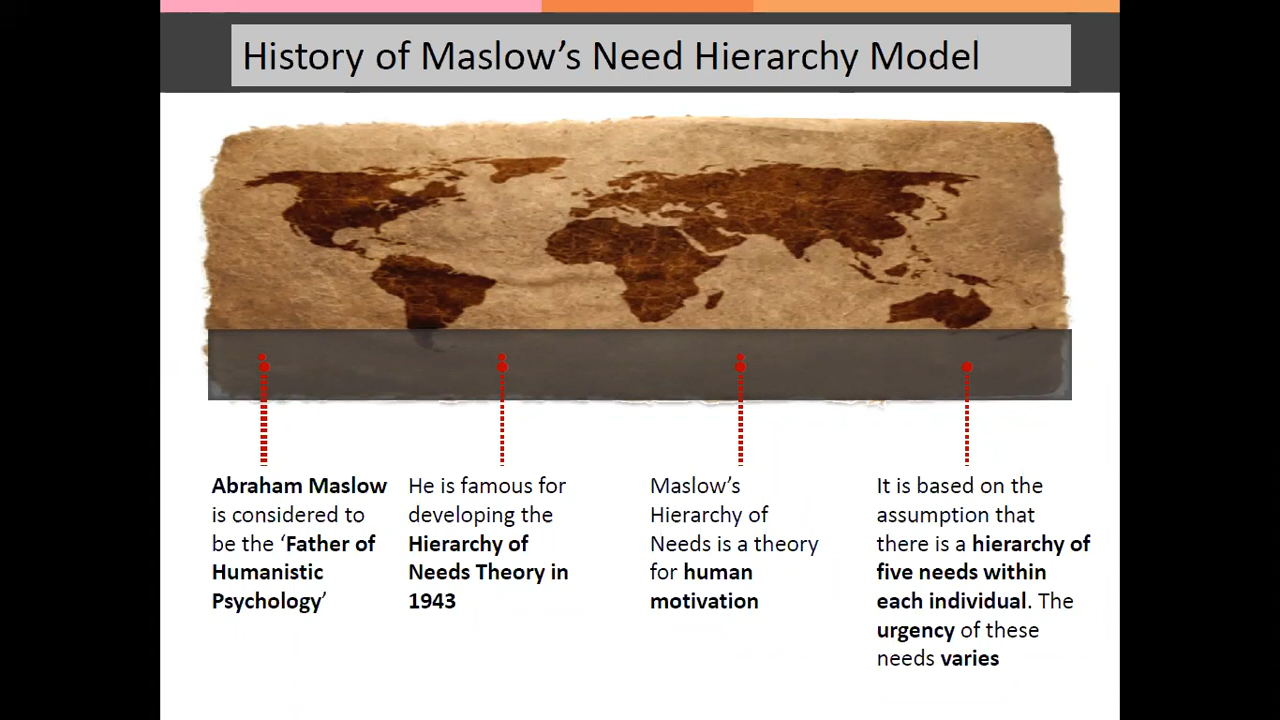 History of Maslow’s Need Hierarchy Model
Abraham Maslow
is considered to
be the ‘Father of
Humanistic
Psychology’
He is famous for
developing the
Hierarchy of
Needs Theory in
1943
Maslow’s
Hierarchy of
Needs is a theory
for human
motivation
It is based on the
assumption that
there is a hierarchy of
five needs within
each individual. The
urgency of these
needs varies